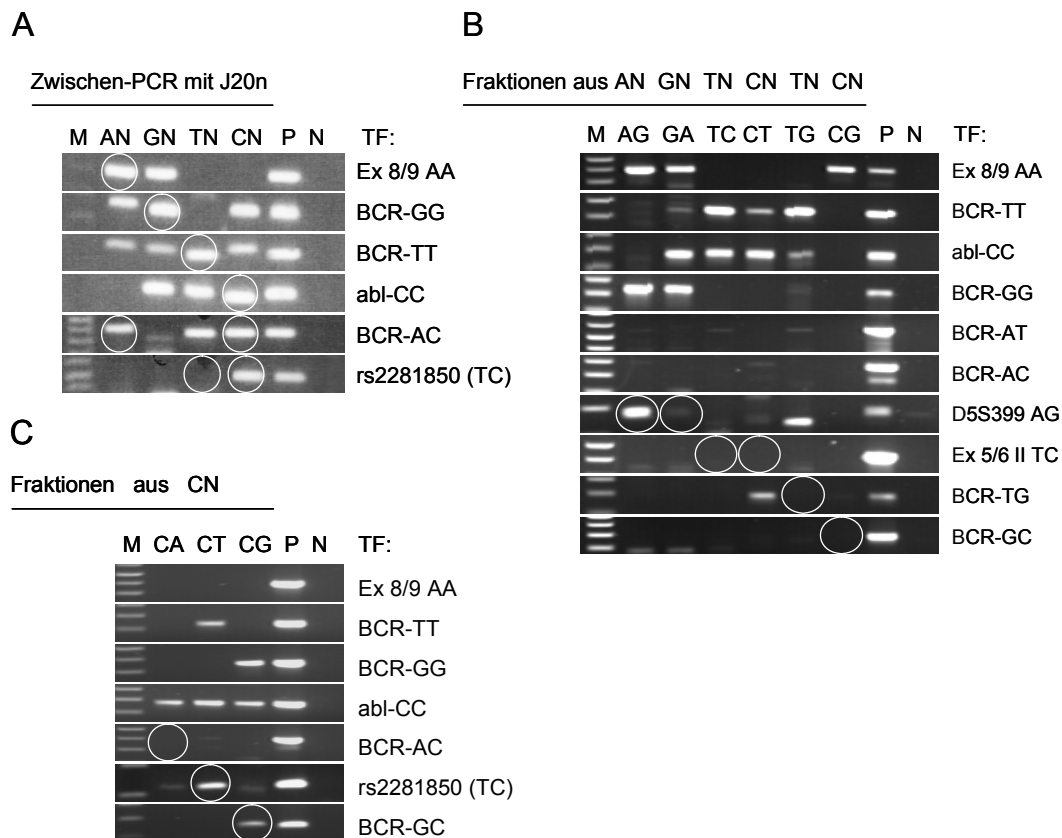 A
Zwischen-PCR mit J20n
M AN GN TN CN P N TF:
Ex 8/9 AA
BCR-GG
BCR-TT
abl-CC
BCR-AC
rs2281850 (TC)
B
Fraktionen aus AN GN TN CN TN CN
M AG GA TC CT TG CG P N TF:
Ex 8/9 AA
BCR-TT
abl-CC
BCR-GG
BCR-AT
BCR-AC
D5S399 AG
Ex 5/6 II TC
BCR-TG
BCR-GC
C
Fraktionen aus CN
M CA CT CG P N TF:
Ex 8/9 AA
BCR-TT
BCR-GG
abl-CC
BCR-AC
rs2281850 (TC)
BCR-GC